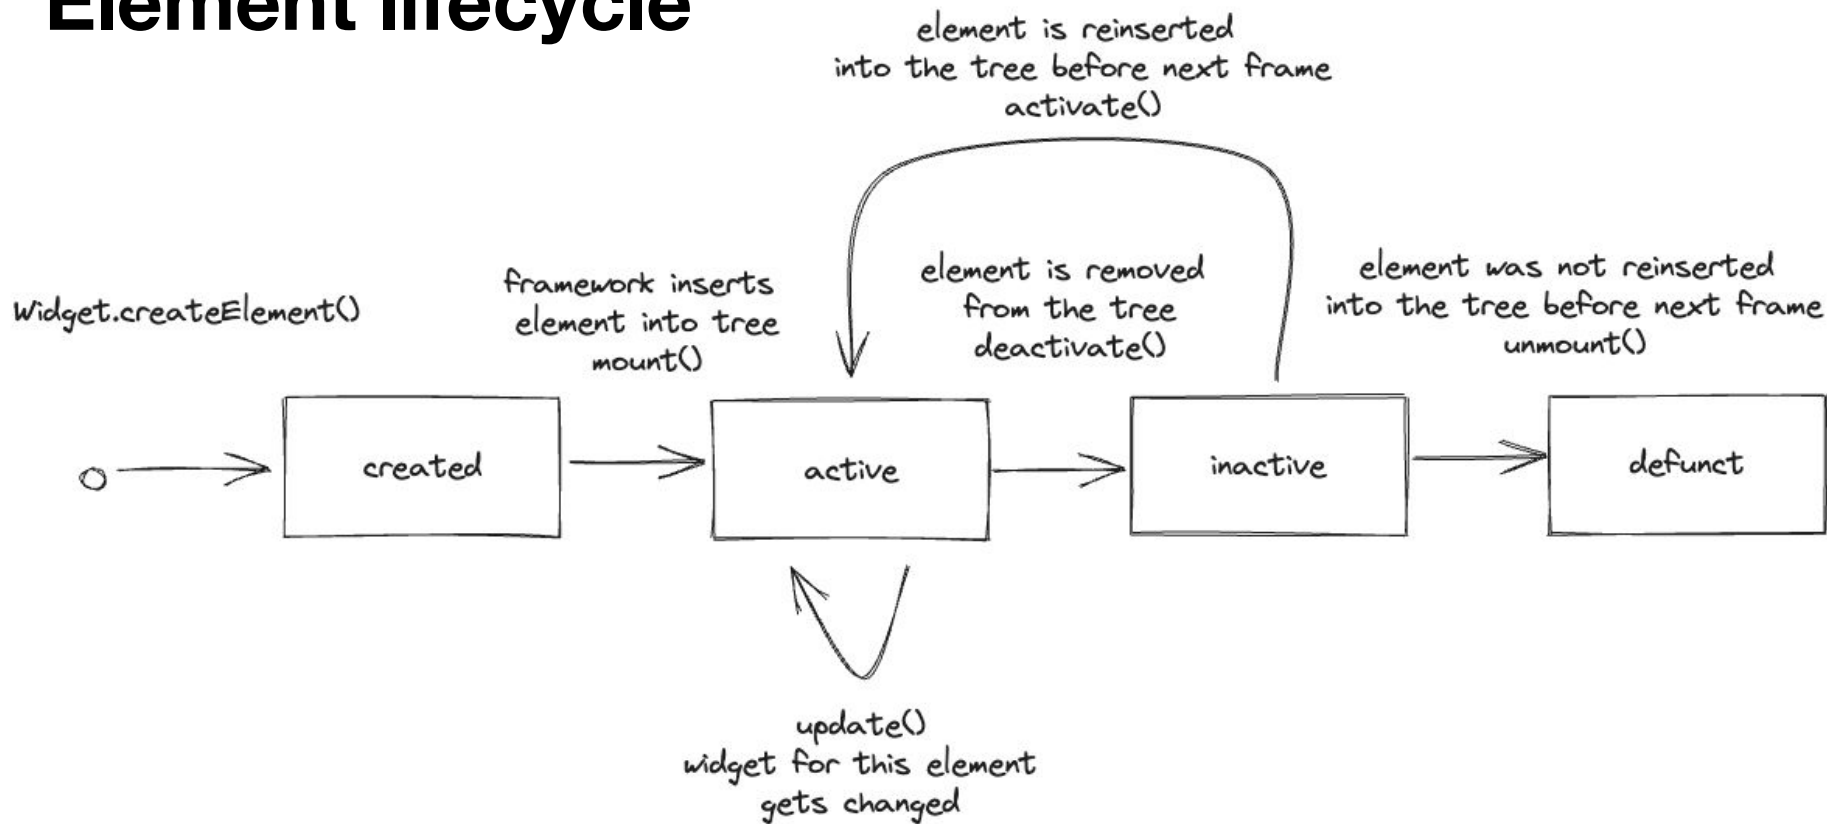 Element lifecycle
element is reinserted
into the tree before next frame
activate()
Widget.createElement()
framework inserts
element into tree
mount()
element is removed
from the tree
deactivate()
element was not reinserted
into the tree before next frame
unmount()
created
active
inactive
defunct
update()
widget for this element
gets changed